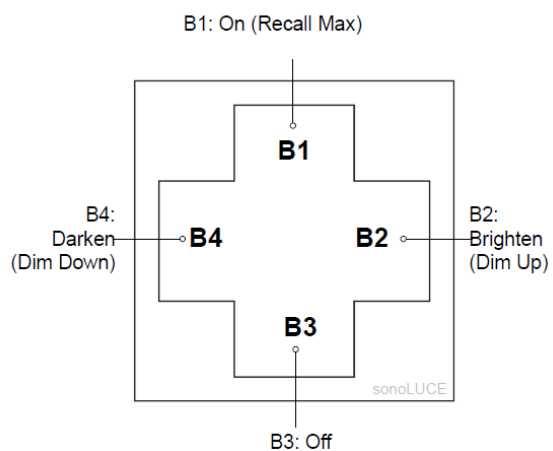 B1: On (Recall Max)
B1
B4:
Darken
(Dim Down)
B4
B2
B2:
Brighten
(Dim Up)
B3
sonoLUCE
B3: Off